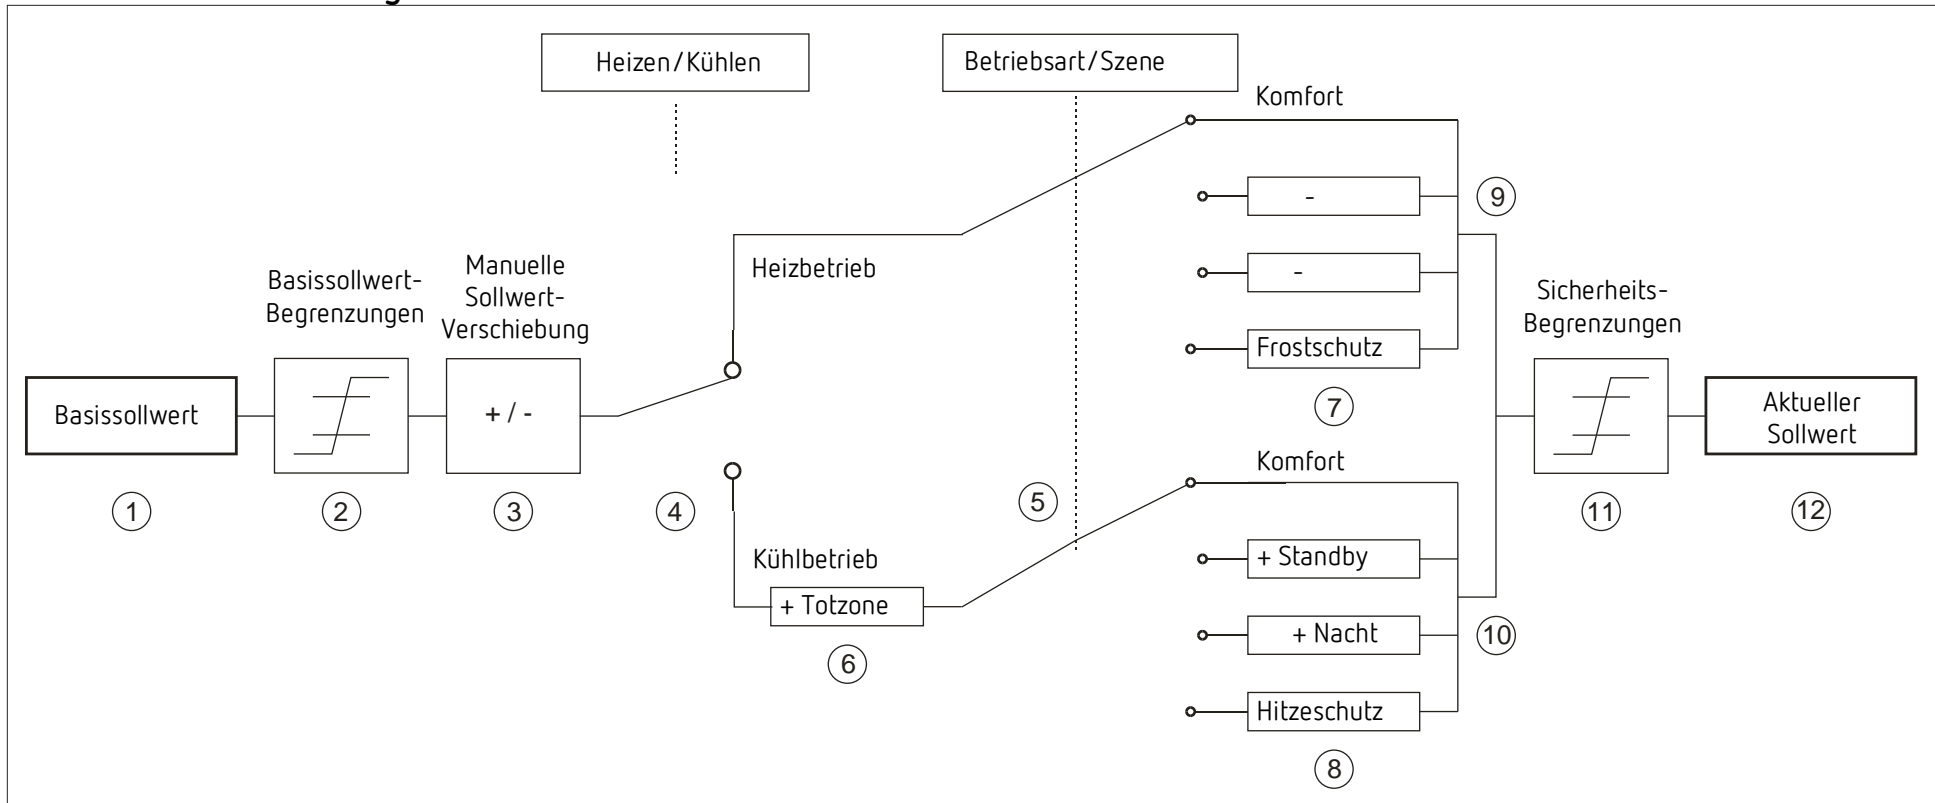 Heizen/Kühlen
Betriebsart/Szene
Komfort
-
-
Frostschutz
9
7
Heizbetrieb
Basissollwert-
Begrenzungen
Manuelle
Sollwert-
Verschiebung
Sicherheits-
Begrenzungen
Basissollwert
+ / -
Aktueller
Sollwert
1
2
3
4
5
11
12
Kühlbetrieb
+ Totzone
6
Komfort
+ Standby
+ Nacht
Hitzeschutz
10
8